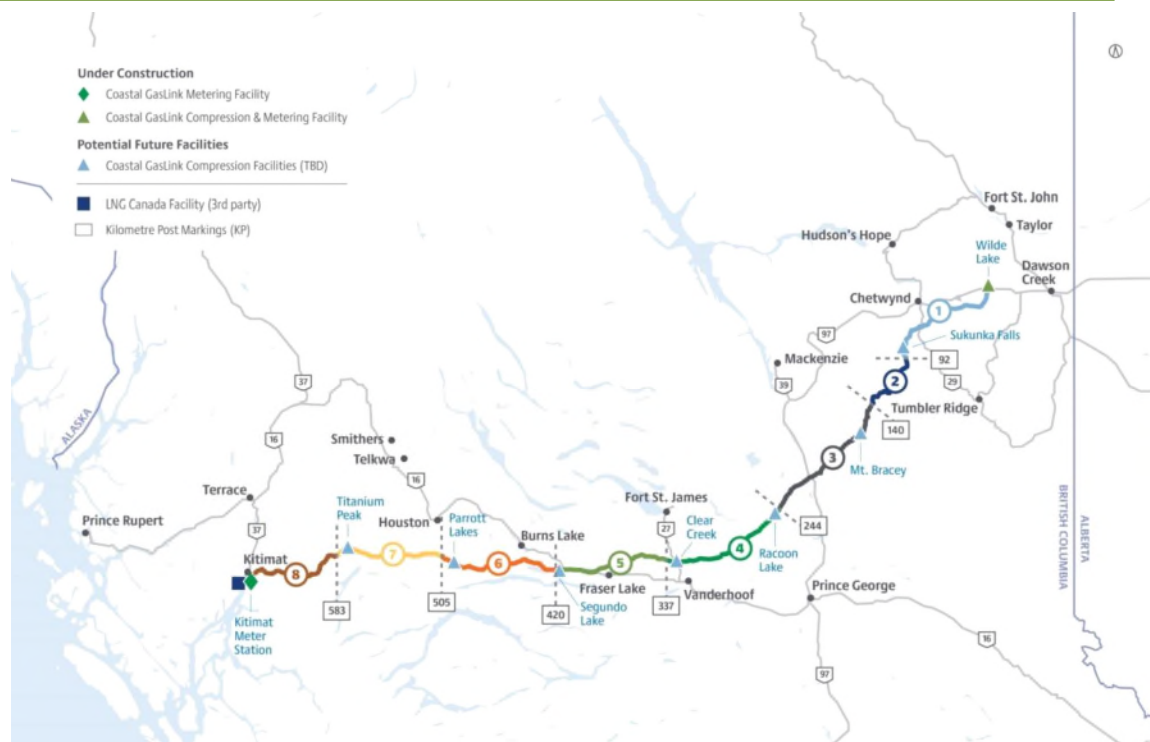 Under Construction
Coastal GasLink Metering Facility
Coastal GasLink Compression & Metering Facility
Potential Future Facilities
Coastal GasLink Compression Facilities (TBD)
LNG Canada Facility (3rd party)
Kilometre Post Markings (KP)
Fort St. John
Taylor
Hudson's Hope
Wilde
Lake
Dawson
Creek
Chetwynd
1
Sukunka Falls
97
92
Mackenzie
2
29
39
37
Tumbler Ridge
140
ALASKA
16
Smithers
Telkwa
3
Mt. Bracey
16
Terrace
Titanium
Peak
Fort St. James
BRITISH COLUMBIA
ALBERTA
Prince Rupert
37
Houston
Parrott
Lakes
27
Clear
Creek
244
Burns Lake
4
Racoon
Lake
Kitimat
8
7
6
5
Fraser Lake
Vanderhoof
Prince George
583
505
420
Segundo
Lake
337
Kitimat
Meter
Station
16
97